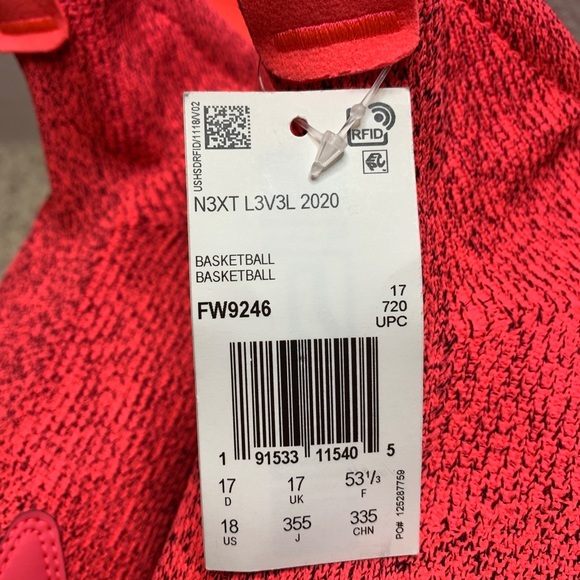 USHSDRFID/1118/V02
RFID
N3XT L3V3L 2020
BASKETBALL
BASKETBALL
FW9246
17
720
UPC
1 91533 11540 5
17 17 53 1/3
D UK F
18 355 335
US J CHN
PO# 125287759